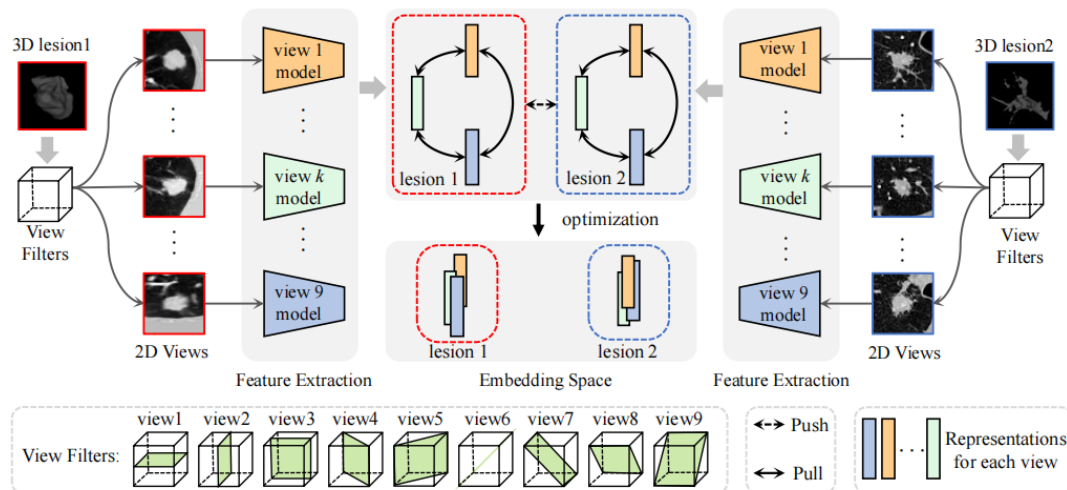 3D lesion1
View
Filters
2D Views
view 1
model
view k
model
view 9
model
Feature Extraction
lesion 1
lesion 2
optimization
lesion 1
lesion 2
Embedding Space
view 1
model
view k
model
view 9
model
Feature Extraction
2D Views
3D lesion2
View
Filters
View Filters:
view1
view2
view3
view4
view5
view6
view7
view8
view9
Push
Pull
Representations
for each view